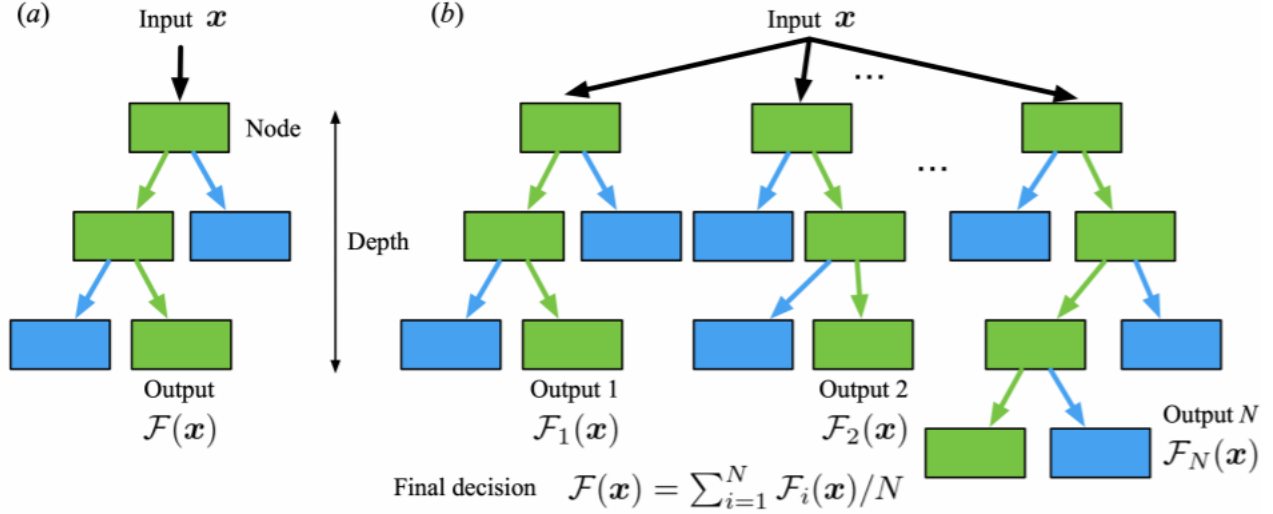 (a)
Input x
Node
Depth
Output
F(x)
(b)
Input x
...
...
Output 1
F₁(x)
Output 2
F₂(x)
Output N
F_N(x)
Final decision F(x) = ∑_{i=1}^{N} F_i(x)/N